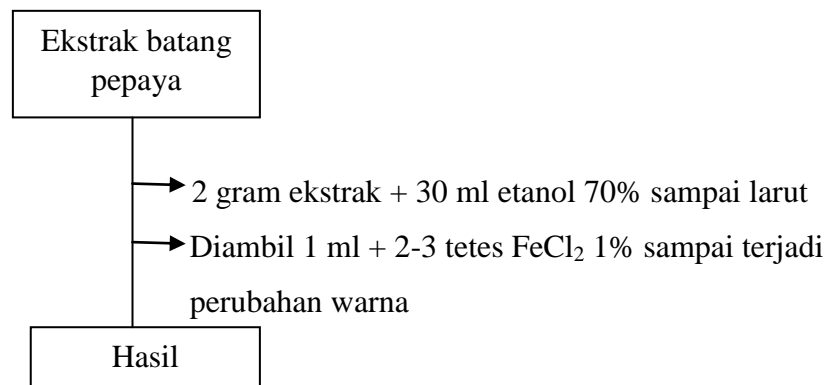 Ekstrak batang
pepaya
2 gram ekstrak + 30 ml etanol 70% sampai larut
Diambil 1 ml + 2-3 tetes FeCl₂ 1% sampai terjadi
perubahan warna
Hasil